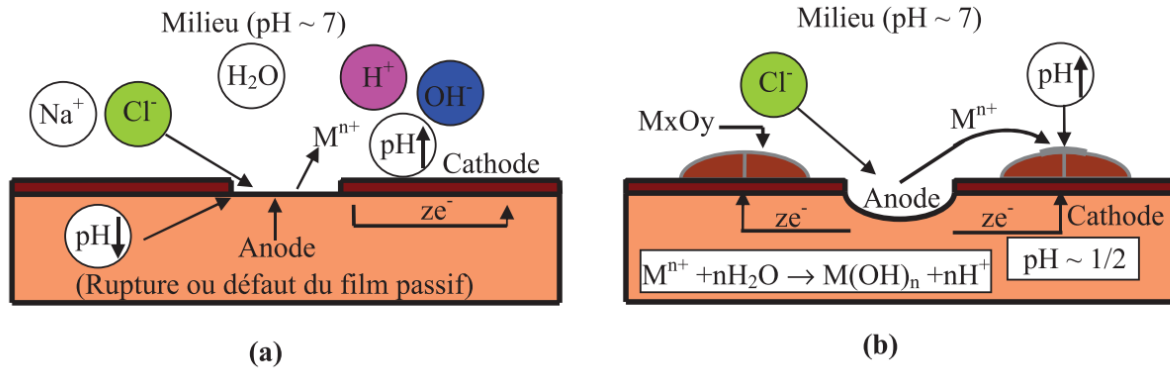 Milieu (pH ~ 7)
H₂O
H⁺
Na⁺
Cl⁻
OH⁻
Mⁿ⁺
pH
Cathode
pH
ze⁻
Anode
(Rupture ou défaut du film passif)
(a)
Milieu (pH ~ 7)
Cl⁻
pH
MxOy
Mⁿ⁺
Anode
ze⁻
ze⁻
Cathode
Mⁿ⁺ +nH₂O → M(OH)ₙ +nH⁺
pH ~ 1/2
(b)